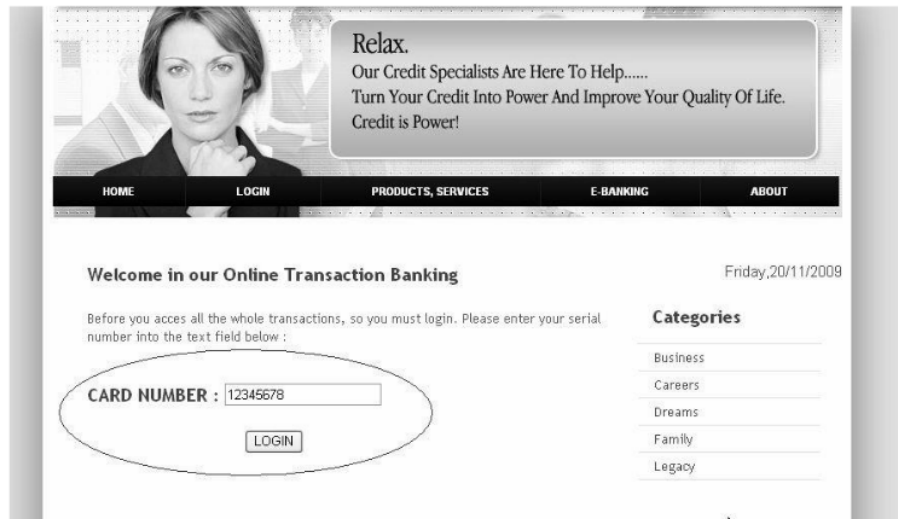 Relax.
Our Credit Specialists Are Here To Help......
Turn Your Credit Into Power And Improve Your Quality Of Life.
Credit is Power!
HOME LOGIN PRODUCTS, SERVICES E-BANKING ABOUT
Welcome in our Online Transaction Banking
Before you acces all the whole transactions, so you must login. Please enter your serial
number into the text field below :
CARD NUMBER : 12345678
LOGIN
Friday,20/11/2009
Categories
Business
Careers
Dreams
Family
Legacy